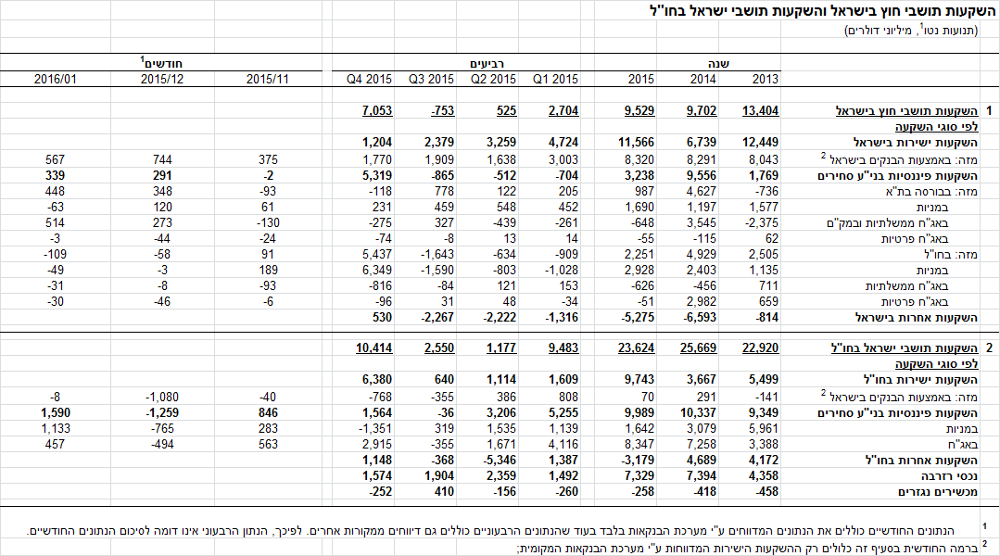 השקעות תושבי חוץ בישראל והשקעות תושבי ישראל בחו"ל
(תנועות נטו1, מיליוני דולרים)
שנה רביעים חודשים1
2013 2014 2015 Q1 2015 Q2 2015 Q3 2015 Q4 2015 2015/11 2015/12 2016/01
1 השקעות תושבי חוץ בישראל 13,404 9,702 9,529 2,704 525 -753 7,053
לפי סוגי השקעה
השקעות ישירות בישראל 12,449 6,739 11,566 4,724 3,259 2,379 1,204
מזה: באמצעות הבנקים בישראל 2 8,043 8,291 8,320 3,003 1,638 1,909 1,770 375 744 567
השקעות פיננסיות בני"ע סחירים 1,769 9,556 3,238 -704 -512 -865 5,319 -2 291 339
מזה: בבורסה בת"א -736 4,627 987 205 122 778 -118 -93 348 448
במניות 1,577 1,197 1,690 452 548 459 231 61 120 -63
באג"ח ממשלתיות ובמק"ם -2,375 3,545 -648 -261 -439 327 -275 -130 273 514
באג"ח פרטיות 62 -115 -55 14 13 -8 -74 -24 -44 -3
מזה: בחו"ל 2,505 4,929 2,251 -909 -634 -1,643 5,437 91 -58 -109
במניות 1,135 2,403 2,928 -1,028 -803 -1,590 6,349 189 -3 -49
באג"ח ממשלתיות 711 -456 -626 153 121 -84 -816 -93 -8 -31
באג"ח פרטיות 659 2,982 -51 -34 48 31 -96 -6 -46 -30
השקעות אחרות בישראל -814 -6,593 -5,275 -1,316 -2,222 -2,267 530
2 השקעות תושבי ישראל בחו"ל 22,920 25,669 23,624 9,483 1,177 2,550 10,414
לפי סוגי השקעה
השקעות ישירות בחו"ל 5,499 3,667 9,743 1,609 1,114 640 6,380
מזה: באמצעות הבנקים בישראל 2 -141 291 70 808 386 -355 -768 -40 -1,080 -8
השקעות פיננסיות בני"ע סחירים 9,349 10,337 9,989 5,255 3,206 -36 1,564 846 -1,259 1,590
במניות 5,961 3,079 1,642 1,139 1,535 319 -1,351 283 -765 1,133
באג"ח 3,388 7,258 8,347 4,116 1,671 -355 2,915 563 -494 457
השקעות אחרות בחו"ל 4,172 4,689 -3,179 1,387 -5,346 -368 1,148
נכסי רזרבה 4,358 7,394 7,329 1,492 2,359 1,904 1,574
מכשירים נגזרים -458 -418 -258 -260 -156 410 -252
1 הנתונים החודשיים כוללים את הנתונים המדווחים ע"י מערכת הבנקאות בלבד בעוד שהנתונים הרבעוניים כוללים גם דיווחים ממקורות אחרים. לפיכך, הנתון הרבעוני אינו דומה לסיכום הנתונים החודשיים.
2 ברמה החודשית בסעיף זה כלולים רק ההשקעות הישירות המדווחות ע"י מערכת הבנקאות המקומית;